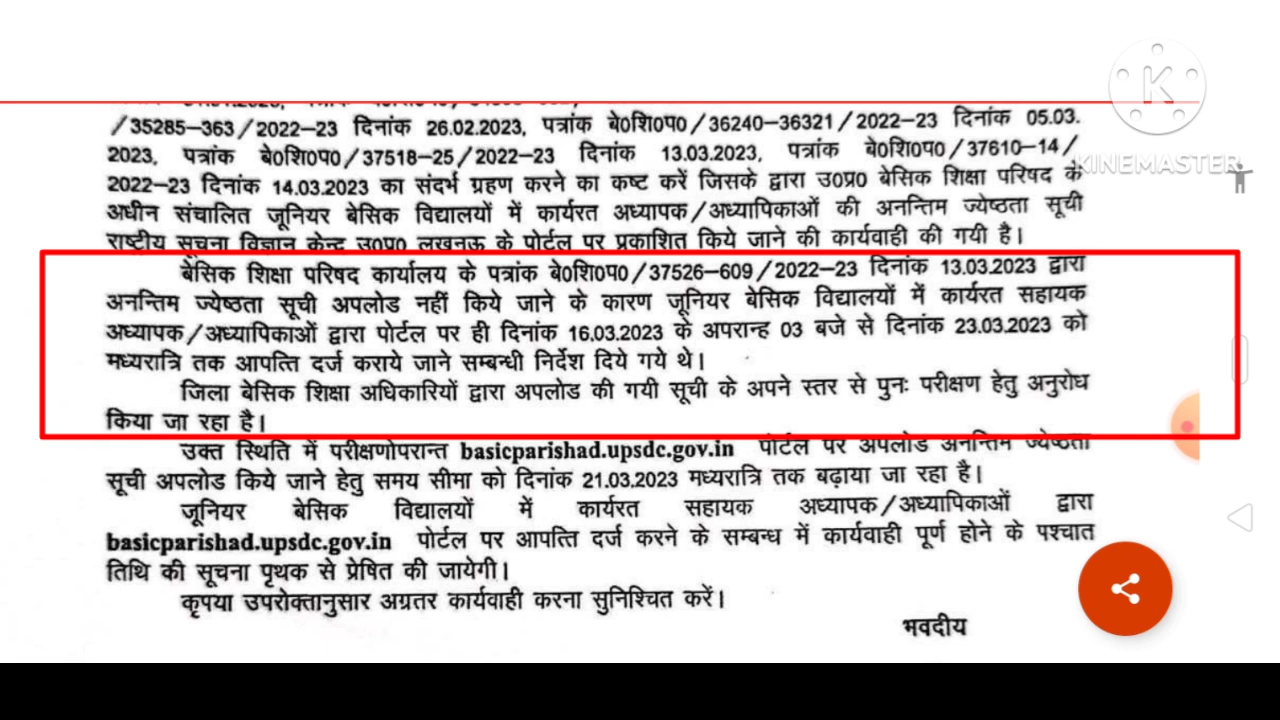 /35285–363/2022–23 दिनांक 26.02.2023, पत्रांक बे0शि0प0/36240–36321/2022–23 दिनांक 05.03.
2023, पत्रांक बे0शि0प0/37518–25/2022–23 दिनांक 13.03.2023, पत्रांक बे0शि0प0/37610–14/
KINEMASTER
2022–23 दिनांक 14.03.2023 का संदर्भ ग्रहण करने का कष्ट करें जिसके द्वारा उ0प्र0 बेसिक शिक्षा परिषद के
अधीन संचालित जूनियर बेसिक विद्यालयों में कार्यरत अध्यापक/अध्यापिकाओं की अनन्तिम ज्येष्ठता सूची
राष्ट्रीय सूचना विज्ञान केन्द्र उ0प्र0 लखनऊ के पोर्टल पर प्रकाशित किये जाने की कार्यवाही की गयी है।
बेसिक शिक्षा परिषद कार्यालय के पत्रांक बे0शि0प0/37526–609/2022–23 दिनांक 13.03.2023 द्वारा
अनन्तिम ज्येष्ठता सूची अपलोड नहीं किये जाने के कारण जूनियर बेसिक विद्यालयों में कार्यरत सहायक
अध्यापक/अध्यापिकाओं द्वारा पोर्टल पर ही दिनांक 16.03.2023 के अपरान्ह 03 बजे से दिनांक 23.03.2023 को
मध्यरात्रि तक आपत्ति दर्ज कराये जाने सम्बन्धी निर्देश दिये गये थे।
जिला बेसिक शिक्षा अधिकारियों द्वारा अपलोड की गयी सूची के अपने स्तर से पुनः परीक्षण हेतु अनुरोध
किया जा रहा है।
उक्त स्थिति में परीक्षणोपरान्त basicparishad.upsdc.gov.in पोर्टल पर अपलोड अनन्तिम ज्येष्ठता
सूची अपलोड किये जाने हेतु समय सीमा को दिनांक 21.03.2023 मध्यरात्रि तक बढ़ाया जा रहा है।
जूनियर बेसिक विद्यालयों में कार्यरत सहायक अध्यापक/अध्यापिकाओं द्वारा
basicparishad.upsdc.gov.in पोर्टल पर आपत्ति दर्ज करने के सम्बन्ध में कार्यवाही पूर्ण होने के पश्चात
तिथि की सूचना पृथक से प्रेषित की जायेगी।
कृपया उपरोक्तानुसार अग्रतर कार्यवाही करना सुनिश्चित करें।
भवदीय